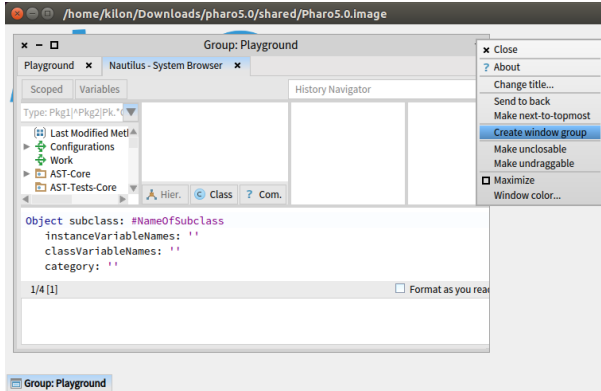 /home/kilon/Downloads/pharo5.0/shared/Pharo5.0.image
Group: Playground
Playground
Nautilus - System Browser
Scoped
Variables
History Navigator
Type: Pkg1|^Pkg2|Pk.*
Last Modified
Configurations
Work
AST-Core
AST-Tests-Core
Hier.
Class
? Com.
Object subclass: #NameOfSubclass
instanceVariableNames: ''
classVariableNames: ''
category: ''
1/4 [1]
Format as you
Close
? About
Change title...
Send to back
Make next-to-topmost
Create window group
Make unclosable
Make undraggable
Maximize
Window color...
Group: Playground